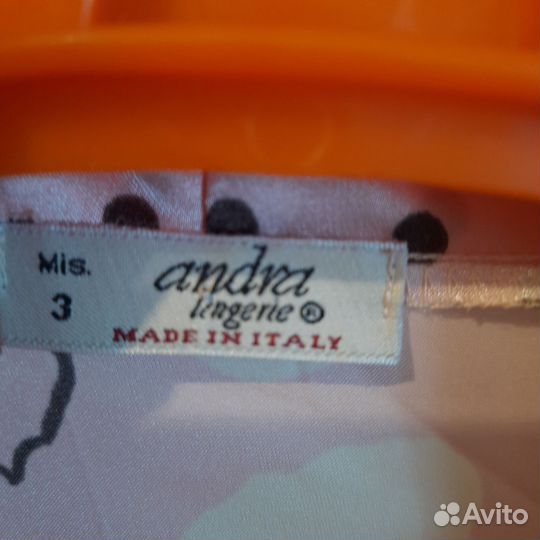 Mis.
3
andra
lingerie ®
MADE IN ITALY
Avito